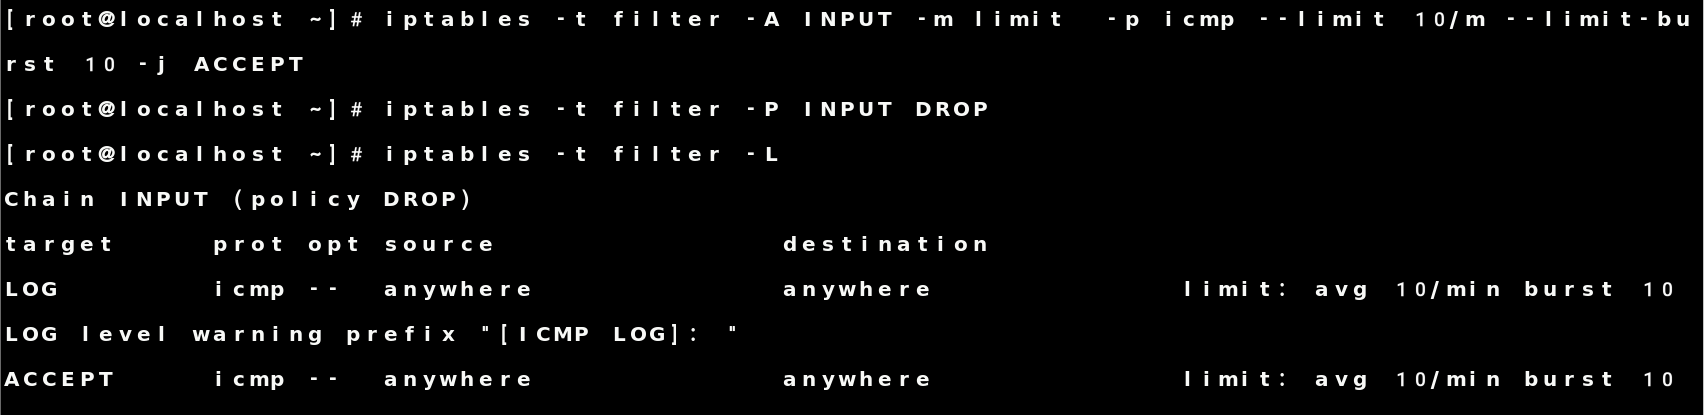 [root@localhost ~]# iptables -t filter -A INPUT -m limit  -p icmp --limit 10/m --limit-bu
rst 10 -j ACCEPT
[root@localhost ~]# iptables -t filter -P INPUT DROP
[root@localhost ~]# iptables -t filter -L
Chain INPUT (policy DROP)
target     prot opt source               destination
LOG        icmp --  anywhere             anywhere             limit: avg 10/min burst 10
LOG level warning prefix "[ICMP LOG]: "
ACCEPT     icmp --  anywhere             anywhere             limit: avg 10/min burst 10